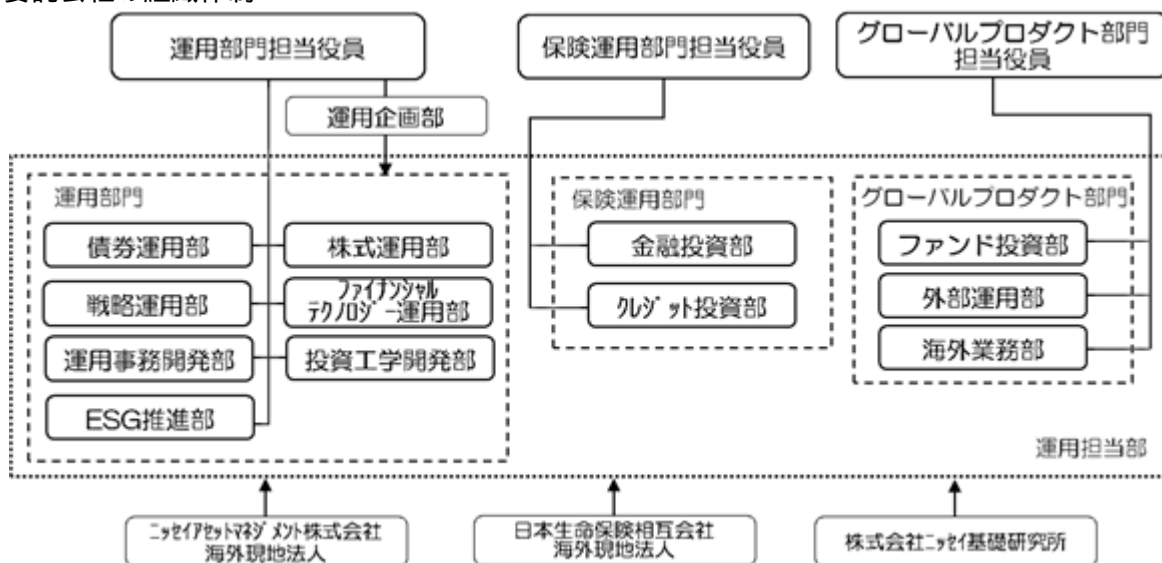 運用部門担当役員
保険運用部門担当役員
グローバルプロダクト部門
担当役員
運用企画部
運用部門
債券運用部
株式運用部
戦略運用部
ファイナンシャル
テクノロジー運用部
運用事務開発部
投資工学開発部
ESG推進部
保険運用部門
金融投資部
クレジット投資部
グローバルプロダクト部門
ファンド投資部
外部運用部
海外業務部
運用担当部
ニッセイアセットマネジメント株式会社
海外現地法人
日本生命保険相互会社
海外現地法人
株式会社ニッセイ基礎研究所